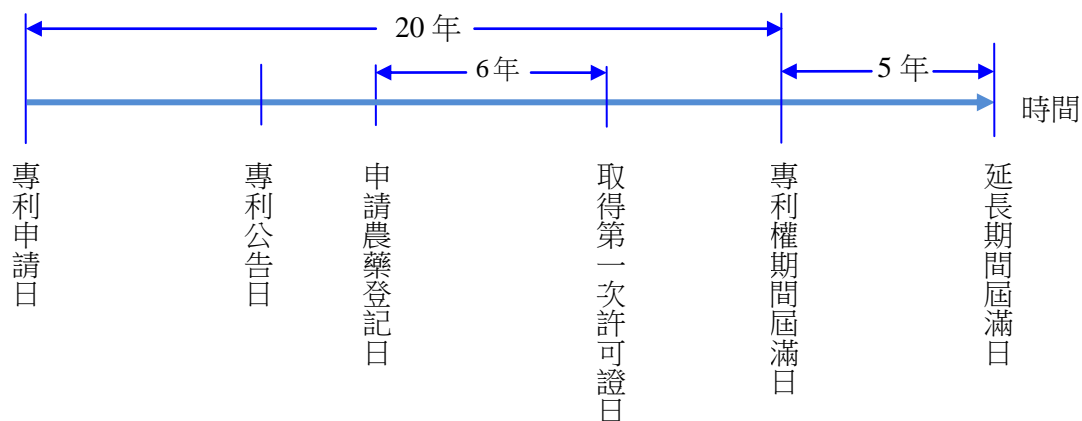 20 年
6年
5 年
時間
專利申請日
專利公告日
申請農藥登記日
取得第一次許可證日
專利權期間屆滿日
延長期間屆滿日